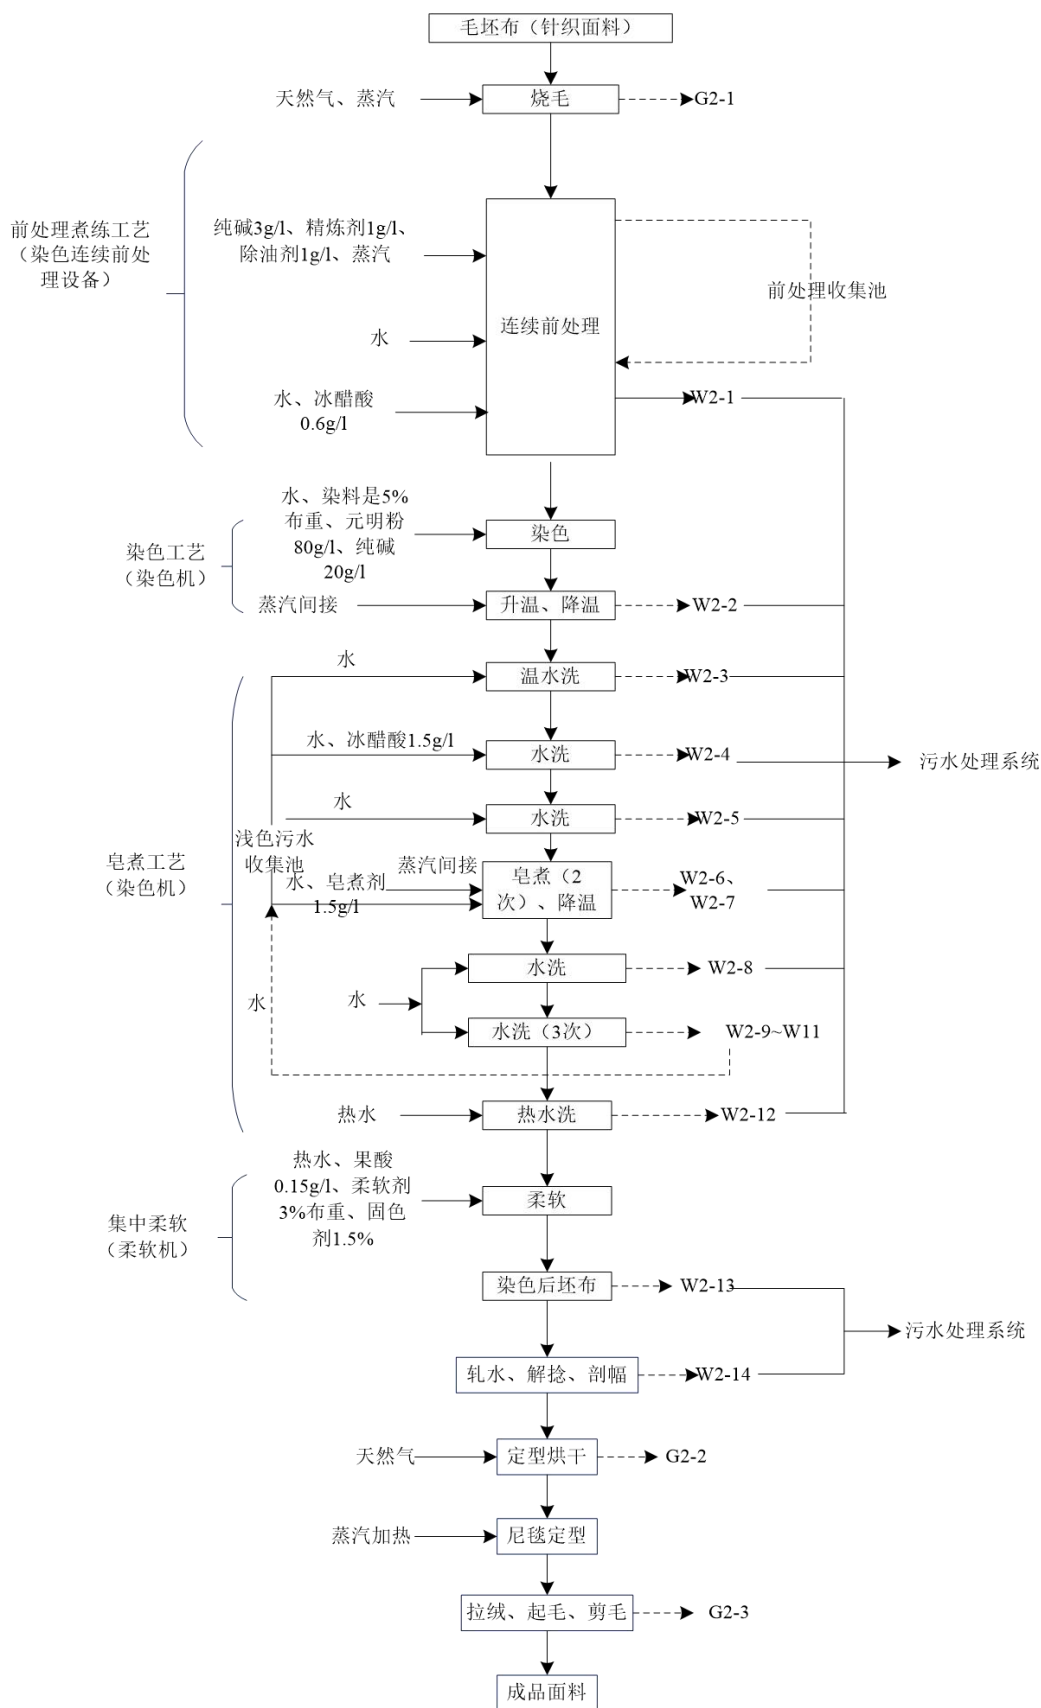 毛坯布（针织面料）
天然气、蒸汽
烧毛
G2-1
前处理煮练工艺
（染色连续前处
理设备）
纯碱3g/l、精炼剂1g/l、
除油剂1g/l、蒸汽
水
水、冰醋酸
0.6g/l
连续前处理
前处理收集池
W2-1
染色工艺
（染色机）
水、染料是5%
布重、元明粉
80g/l、纯碱
20g/l
染色
蒸汽间接
升温、降温
W2-2
皂煮工艺
（染色机）
水
温水洗
W2-3
水、冰醋酸1.5g/l
水洗
W2-4
污水处理系统
水
水洗
W2-5
浅色污水
收集池
蒸汽间接
水、皂煮剂
1.5g/l
皂煮（2
次）、降温
W2-6、
W2-7
水洗
W2-8
水
水
水洗（3次）
W2-9~W11
热水
热水洗
W2-12
集中柔软
（柔软机）
热水、果酸
0.15g/l、柔软剂
3%布重、固色
剂1.5%
柔软
染色后坯布
W2-13
污水处理系统
轧水、解捻、剖幅
W2-14
天然气
定型烘干
G2-2
蒸汽加热
尼毯定型
拉绒、起毛、剪毛
G2-3
成品面料